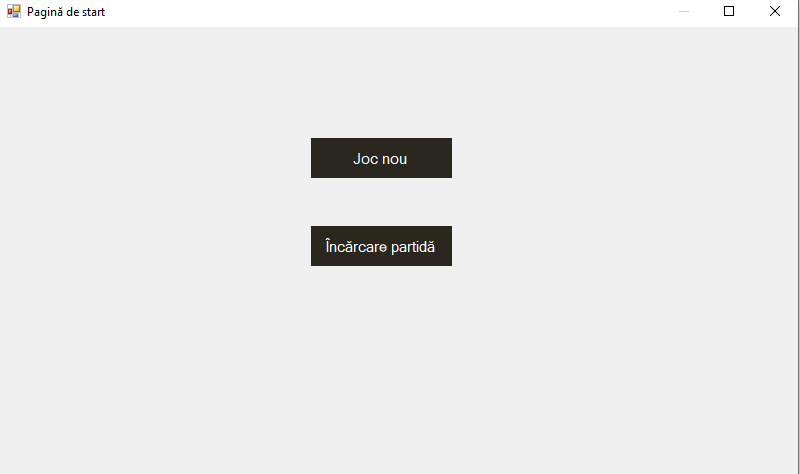 Pagină de start
Joc nou
Încărcare partidă